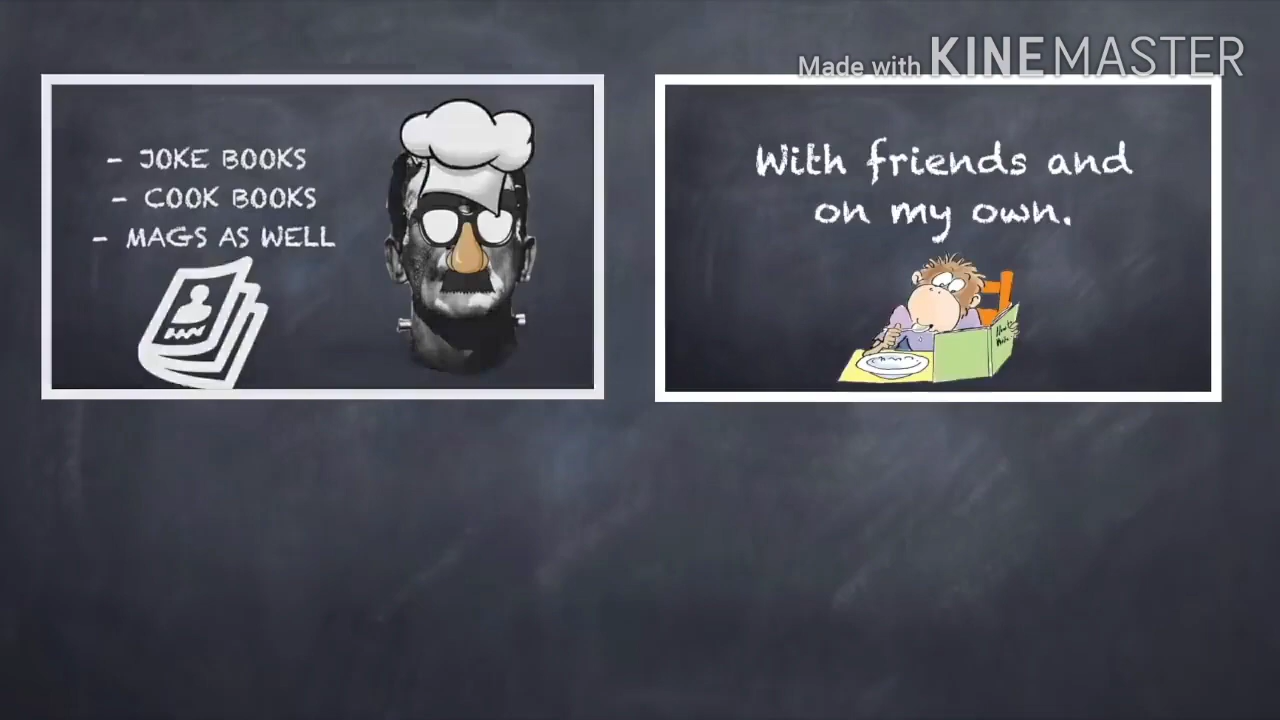 Made with KINEMASTER
- JOKE BOOKS
- COOK BOOKS
- MAGS AS WELL
With friends and
on my own.